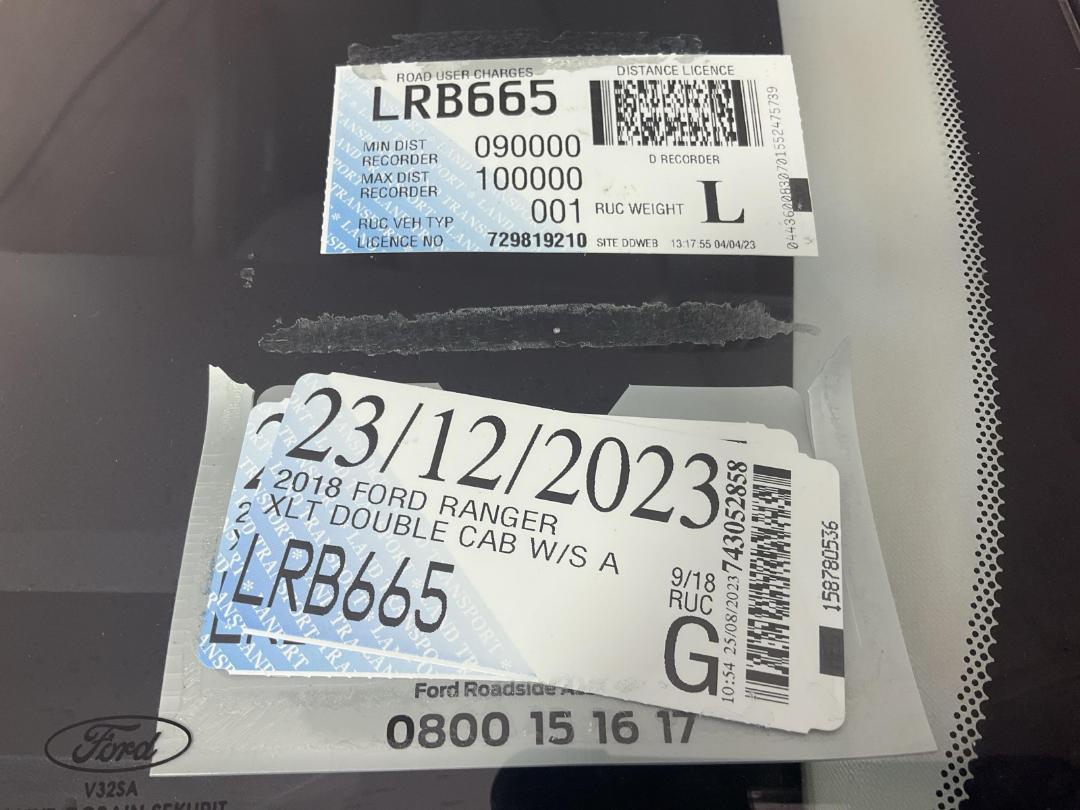 ROAD USER CHARGES
LRB665
MIN DIST RECORDER 090000
MAX DIST RECORDER 100000
RUC VEH TYP 001
LICENCE NO 729819210
DISTANCE LICENCE
D RECORDER
RUC WEIGHT L
SITE DDWEB 13:17:55 04/04/23
23/12/2023
2018 FORD RANGER
XLT DOUBLE CAB W/S A
LRB665
9/18
RUC
G
10:54 25/08/2023 743052858
158780536
Ford Roadside
0800 15 16 17
Ford
V32SA